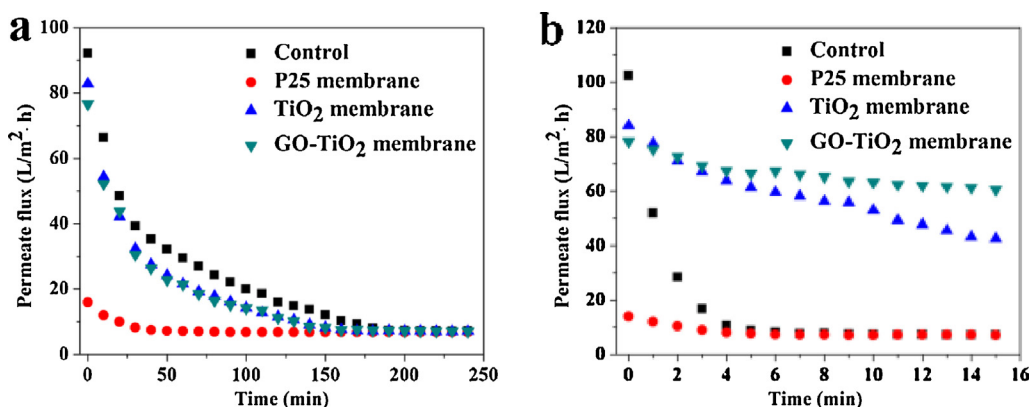 a
100
80
60
40
20
0
Permeate flux (L/m²· h)
Control
P25 membrane
TiO₂ membrane
GO-TiO₂ membrane
0 50 100 150 200 250
Time (min)
b
120
100
80
60
40
20
0
Permeate flux (L/m²· h)
Control
P25 membrane
TiO₂ membrane
GO-TiO₂ membrane
0 2 4 6 8 10 12 14 16
Time (min)